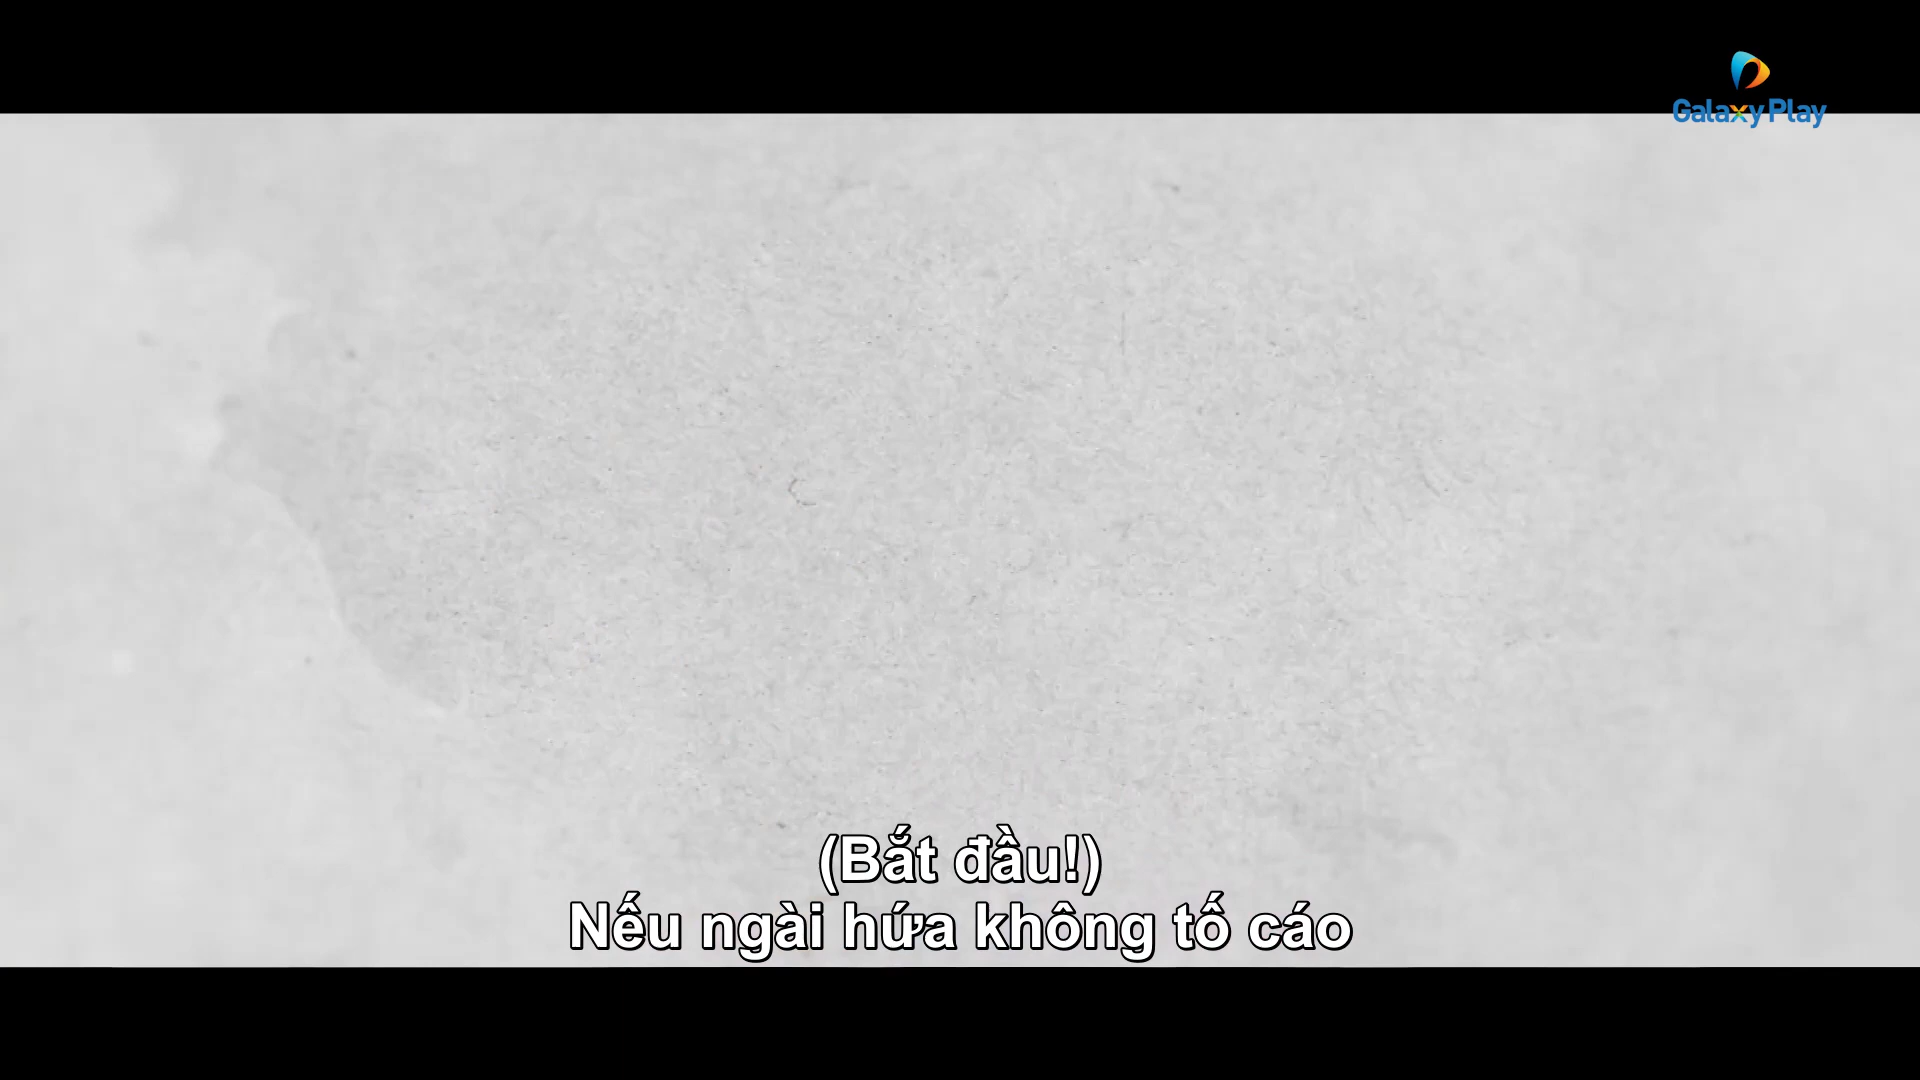 Galaxy Play
(Bắt đầu!)
Nếu ngài hứa không tố cáo